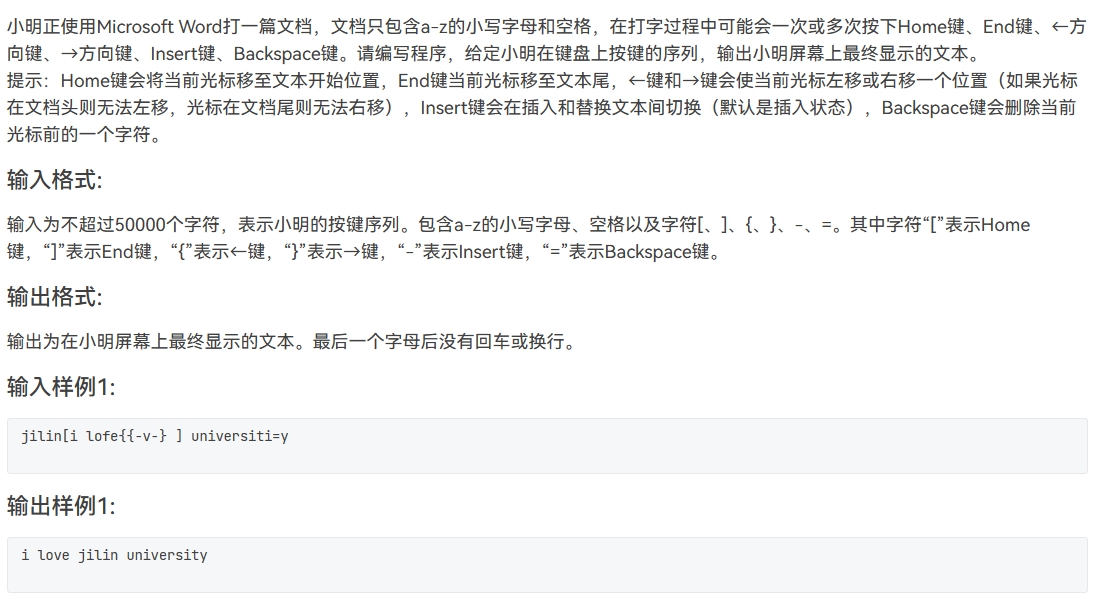 小明正使用Microsoft Word打一篇文档，文档只包含a-z的小写字母和空格，在打字过程中可能会一次或多次按下Home键、End键、←方
向键、→方向键、Insert键、Backspace键。请编写程序，给定小明在键盘上按键的序列，输出小明屏幕上最终显示的文本。
提示：Home键会将当前光标移至文本开始位置，End键当前光标移至文本尾，←键和→键会使当前光标左移或右移一个位置（如果光标
在文档头则无法左移，光标在文档尾则无法右移），Insert键会在插入和替换文本间切换（默认是插入状态），Backspace键会删除当前
光标前的一个字符。
输入格式:
输入为不超过50000个字符，表示小明的按键序列。包含a-z的小写字母、空格以及字符[、]、{、}、-、=。其中字符“[”表示Home
键，“]”表示End键，“{”表示←键，“}”表示→键，“-”表示Insert键，“=”表示Backspace键。
输出格式:
输出为在小明屏幕上最终显示的文本。最后一个字母后没有回车或换行。
输入样例1:
jilin[i lofe{{-v-} ] universiti=y
输出样例1:
i love jilin university